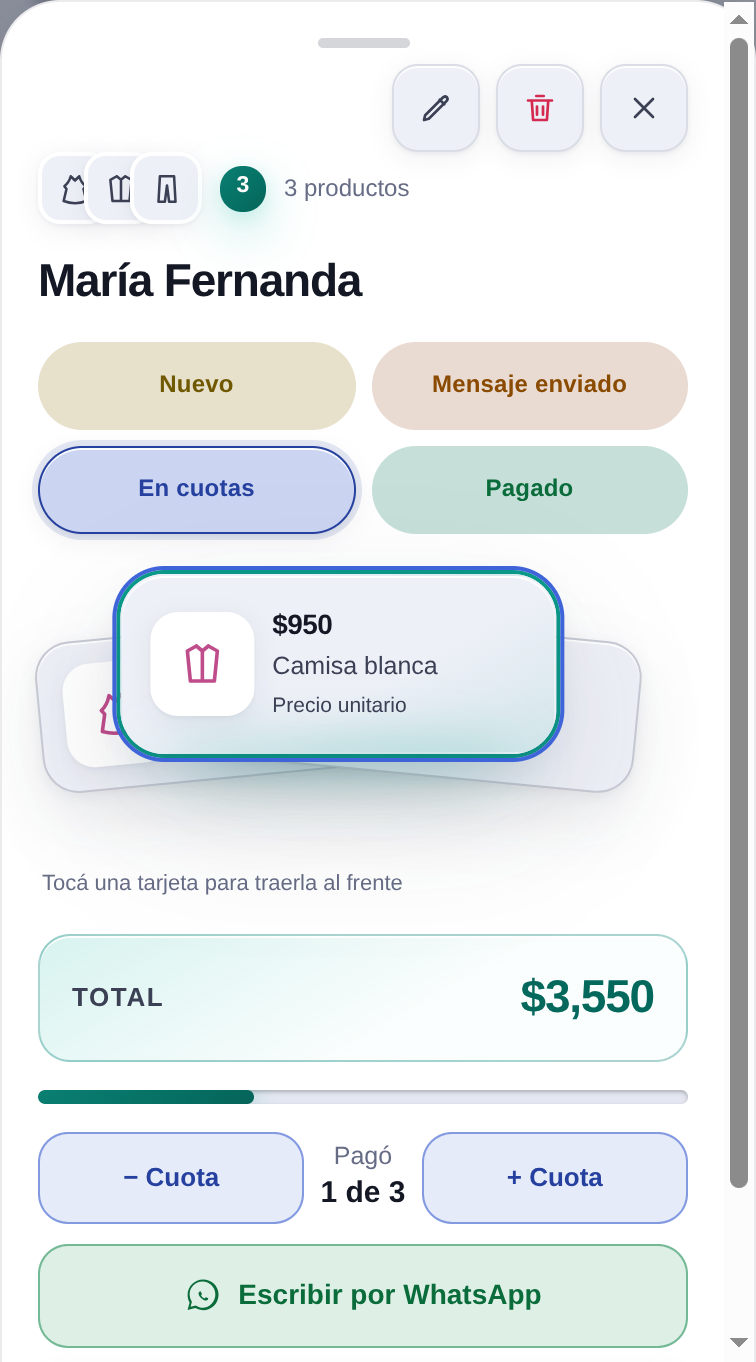 3
3 productos
María Fernanda
Nuevo
Mensaje enviado
En cuotas
Pagado
$950
Camisa blanca
Precio unitario
Tocá una tarjeta para traerla al frente
TOTAL
$3,550
− Cuota
Pagó
1 de 3
+ Cuota
Escribir por WhatsApp